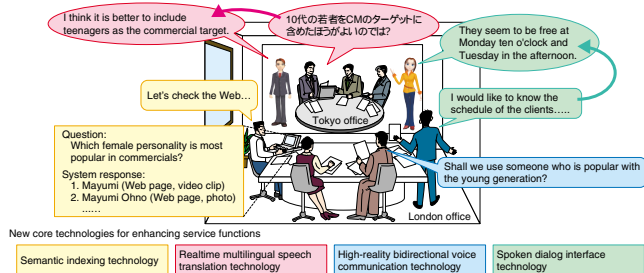 I think it is better to include
teenagers as the commercial target.
10代の若者をCMのターゲットに
含めたほうがよいのでは?
They seem to be free at
Monday ten o'clock and
Tuesday in the afternoon.
Let's check the Web…
Tokyo office
I would like to know the
schedule of the clients…..
Question:
Which female personality is most
popular in commercials?
System response:
1. Mayumi (Web page, video clip)
2. Mayumi Ohno (Web page, photo)
……
Shall we use someone who is popular with
the young generation?
London office
New core technologies for enhancing service functions
Semantic indexing technology
Realtime multilingual speech
translation technology
High-reality bidirectional voice
communication technology
Spoken dialog interface
technology